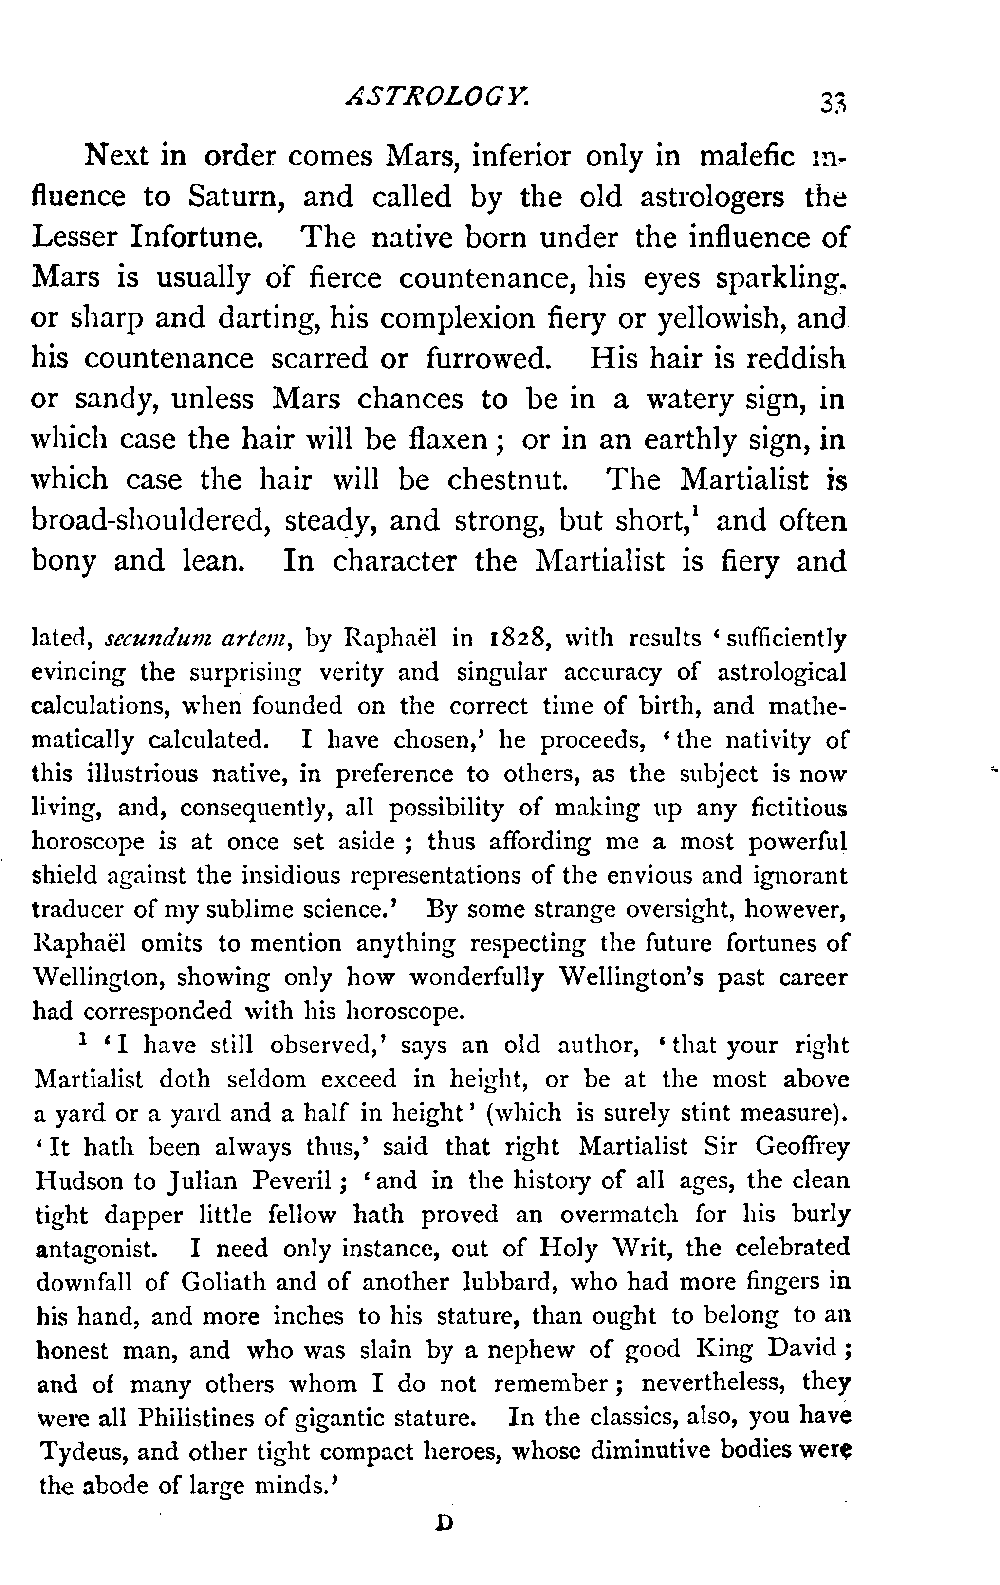 ASTROLOGY. 33
Next in order comes Mars, inferior only in malefic in-
fluence to Saturn, and called by the old astrologers the
Lesser Infortune. The native born under the influence of
Mars is usually of fierce countenance, his eyes sparkling,
or sharp and darting, his complexion fiery or yellowish, and
his countenance scarred or furrowed. His hair is reddish
or sandy, unless Mars chances to be in a watery sign, in
which case the hair will be flaxen ; or in an earthly sign, in
which case the hair will be chestnut. The Martialist is
broad-shouldered, steady, and strong, but short,¹ and often
bony and lean. In character the Martialist is fiery and
lated, secundum artem, by Raphaël in 1828, with results ‘ sufficiently
evincing the surprising verity and singular accuracy of astrological
calculations, when founded on the correct time of birth, and mathe-
matically calculated. I have chosen,’ he proceeds, ‘ the nativity of
this illustrious native, in preference to others, as the subject is now
living, and, consequently, all possibility of making up any fictitious
horoscope is at once set aside ; thus affording me a most powerful
shield against the insidious representations of the envious and ignorant
traducer of my sublime science.’ By some strange oversight, however,
Raphaël omits to mention anything respecting the future fortunes of
Wellington, showing only how wonderfully Wellington’s past career
had corresponded with his horoscope.
¹ ‘ I have still observed,’ says an old author, ‘ that your right
Martialist doth seldom exceed in height, or be at the most above
a yard or a yard and a half in height’ (which is surely stint measure).
‘ It hath been always thus,’ said that right Martialist Sir Geoffrey
Hudson to Julian Peveril ; ‘ and in the history of all ages, the clean
tight dapper little fellow hath proved an overmatch for his burly
antagonist. I need only instance, out of Holy Writ, the celebrated
downfall of Goliath and of another lubbard, who had more fingers in
his hand, and more inches to his stature, than ought to belong to an
honest man, and who was slain by a nephew of good King David ;
and of many others whom I do not remember ; nevertheless, they
were all Philistines of gigantic stature. In the classics, also, you have
Tydeus, and other tight compact heroes, whose diminutive bodies were
the abode of large minds.’
D